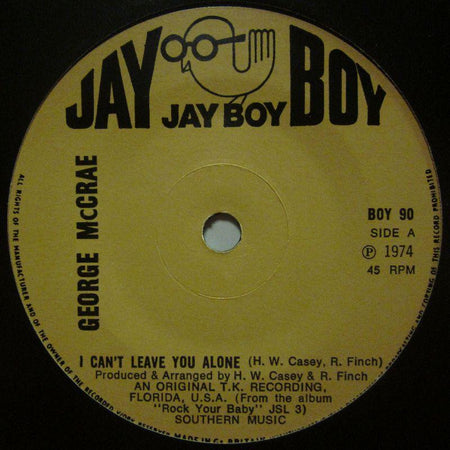 JAY BOY
JAY BOY
GEORGE McCRAE
BOY 90
SIDE A
Ⓟ 1974
45 RPM
I CAN'T LEAVE YOU ALONE (H. W. Casey, R. Finch)
Produced & Arranged by H. W. Casey & R. Finch
AN ORIGINAL T.K. RECORDING,
FLORIDA, U.S.A. (From the album
"Rock Your Baby" JSL 3)
SOUTHERN MUSIC
ALL RIGHTS OF THE MANUFACTURER AND OF THE OWNER OF THE RECORDED WORK RESERVED
MADE IN GT. BRITAIN
COPYING OF THIS RECORD PROHIBITED